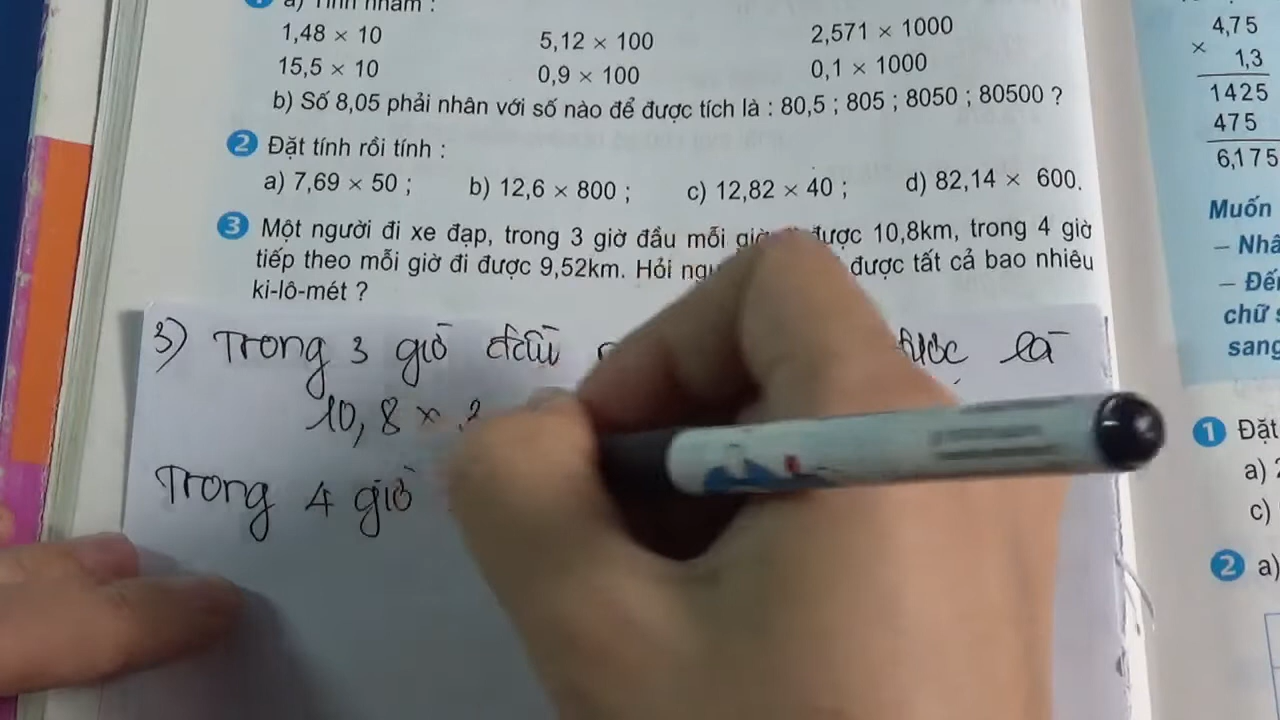 1 a) Tính nhẩm :
1,48 × 10 5,12 × 100 2,571 × 1000
15,5 × 10 0,9 × 100 0,1 × 1000
b) Số 8,05 phải nhân với số nào để được tích là : 80,5 ; 805 ; 8050 ; 80500 ?
2 Đặt tính rồi tính :
a) 7,69 × 50 ; b) 12,6 × 800 ; c) 12,82 × 40 ; d) 82,14 × 600.
3 Một người đi xe đạp, trong 3 giờ đầu mỗi giờ được 10,8km, trong 4 giờ
tiếp theo mỗi giờ đi được 9,52km. Hỏi được tất cả bao nhiêu
ki-lô-mét ?
3) Trong 3 giờ đầu được là
10,8 ×
Trong 4 giờ
4,75
×
1,3
1425
475
6,175
Muốn
– Nhâ
– Đế
chữ
sang
1 Đặt
a)
c)
2 a)